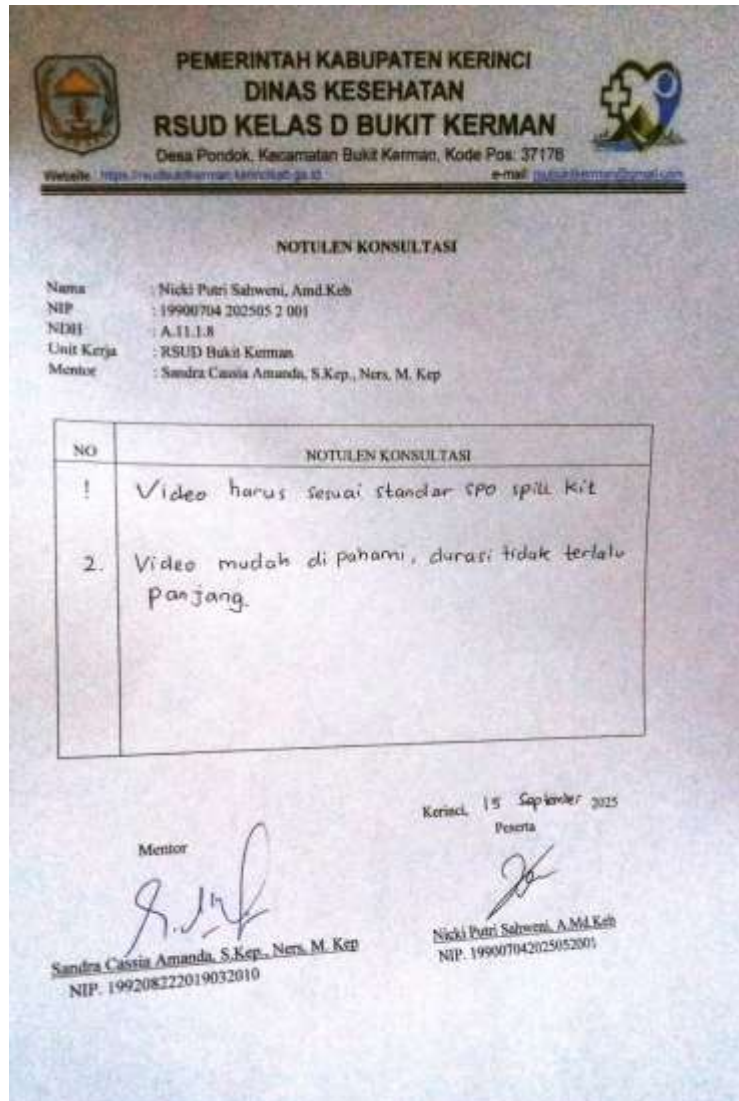 PEMERINTAH KABUPATEN KERINCI
DINAS KESEHATAN
RSUD KELAS D BUKIT KERMAN
Desa Pondok, Kecamatan Bukit Kerman, Kode Pos: 37176
Website : e-mail:
NOTULEN KONSULTASI
Nama : Nicki Putri Sahweni, Amd.Keb
NIP : 19900704 202505 2 001
NDH : A.11.1.8
Unit Kerja : RSUD Bukit Kerman
Mentor : Sandra Cassia Amanda, S.Kep., Ners, M. Kep
NO NOTULEN KONSULTASI
! Video harus sesuai standar SPO spill kit
2. Video mudah di pahami, durasi tidak terlalu
panjang.
Kerinci, 15 September 2025
Mentor Peserta
Sandra Cassia Amanda, S.Kep., Ners, M. Kep
NIP. 199208222019032010
Nicki Putri Sahweni, A.Md.Keb
NIP. 199007042025052001